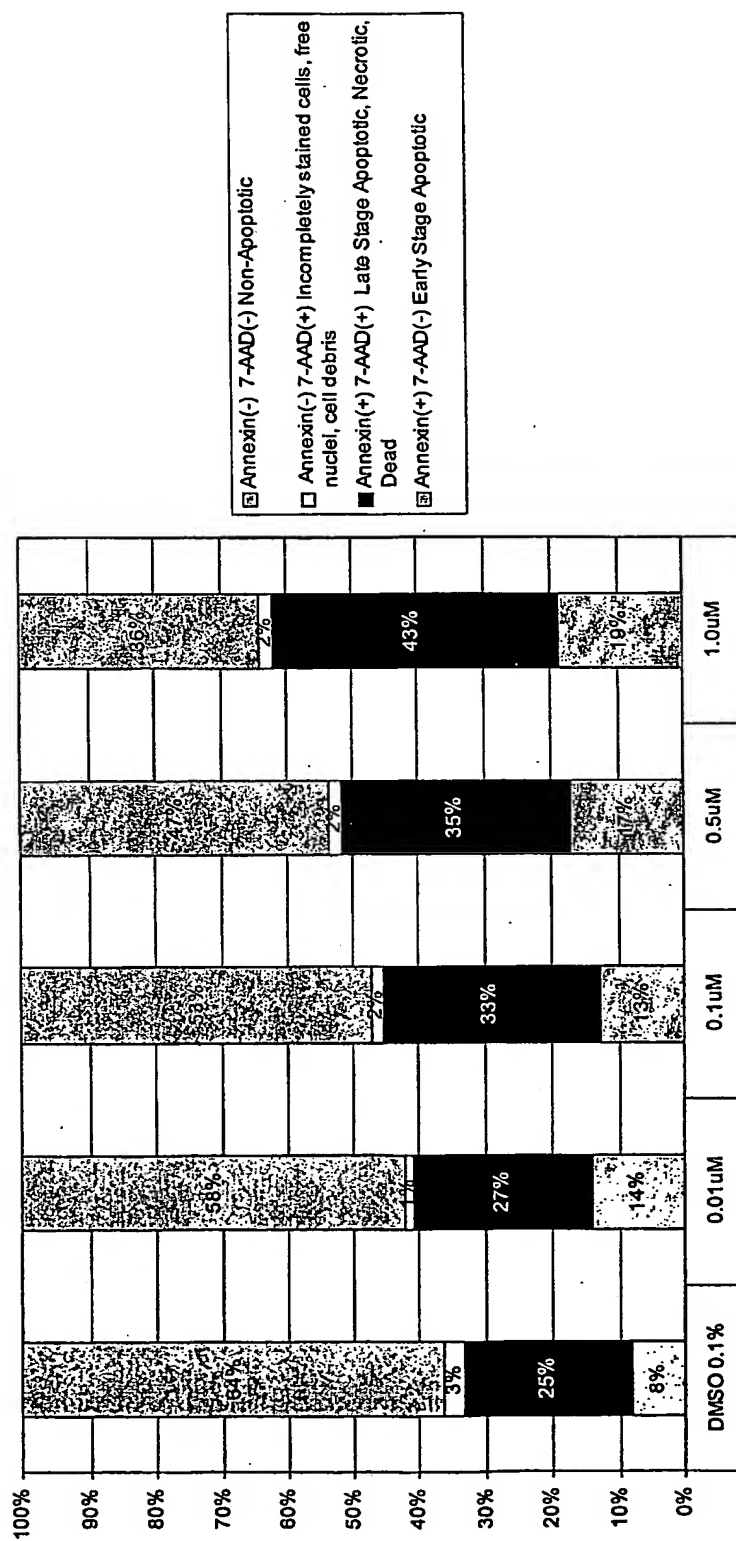 100%
90%
80%
70%
60%
50%
40%
30%
20%
10%
0%
64%
3%
25%
8%
58%
27%
14%
2%
33%
13%
47%
2%
35%
17%
36%
2%
43%
19%
DMSO 0.1%
0.01uM
0.1uM
0.5uM
1.0uM
Annexin(-) 7-AAD(-) Non-Apoptotic
Annexin(-) 7-AAD(+) Incompletely stained cells, free
nuclei, cell debris
Annexin(+) 7-AAD(+) Late Stage Apoptotic, Necrotic,
Dead
Annexin(+) 7-AAD(-) Early Stage Apoptotic